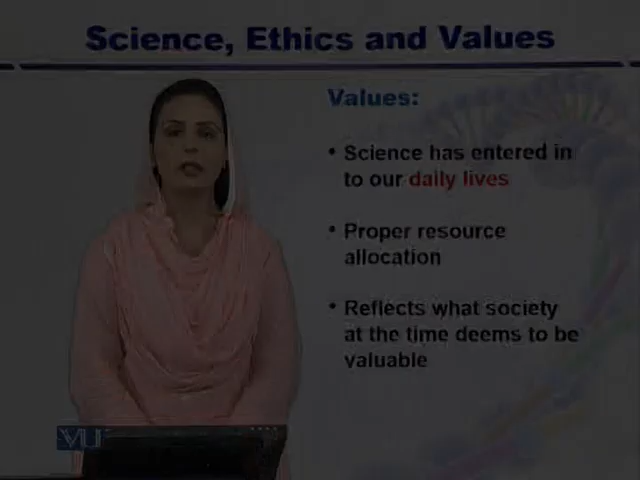 Science, Ethics and Values
Values:
• Science has entered in
to our daily lives
• Proper resource
allocation
• Reflects what society
at the time deems to be
valuable
VU